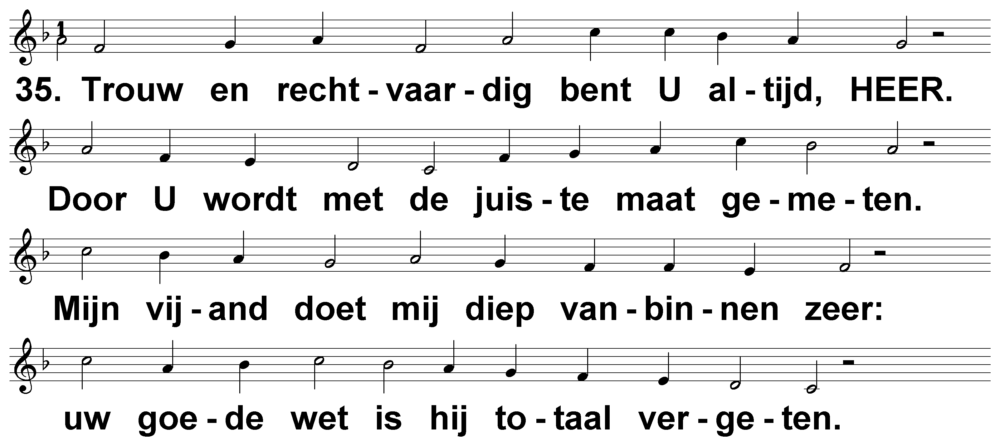 1
35. Trouw en recht - vaar - dig bent U al - tijd, HEER.
Door U wordt met de juis - te maat ge - me - ten.
Mijn vij - and doet mij diep van - bin - nen zeer:
uw goe - de wet is hij to - taal ver - ge - ten.